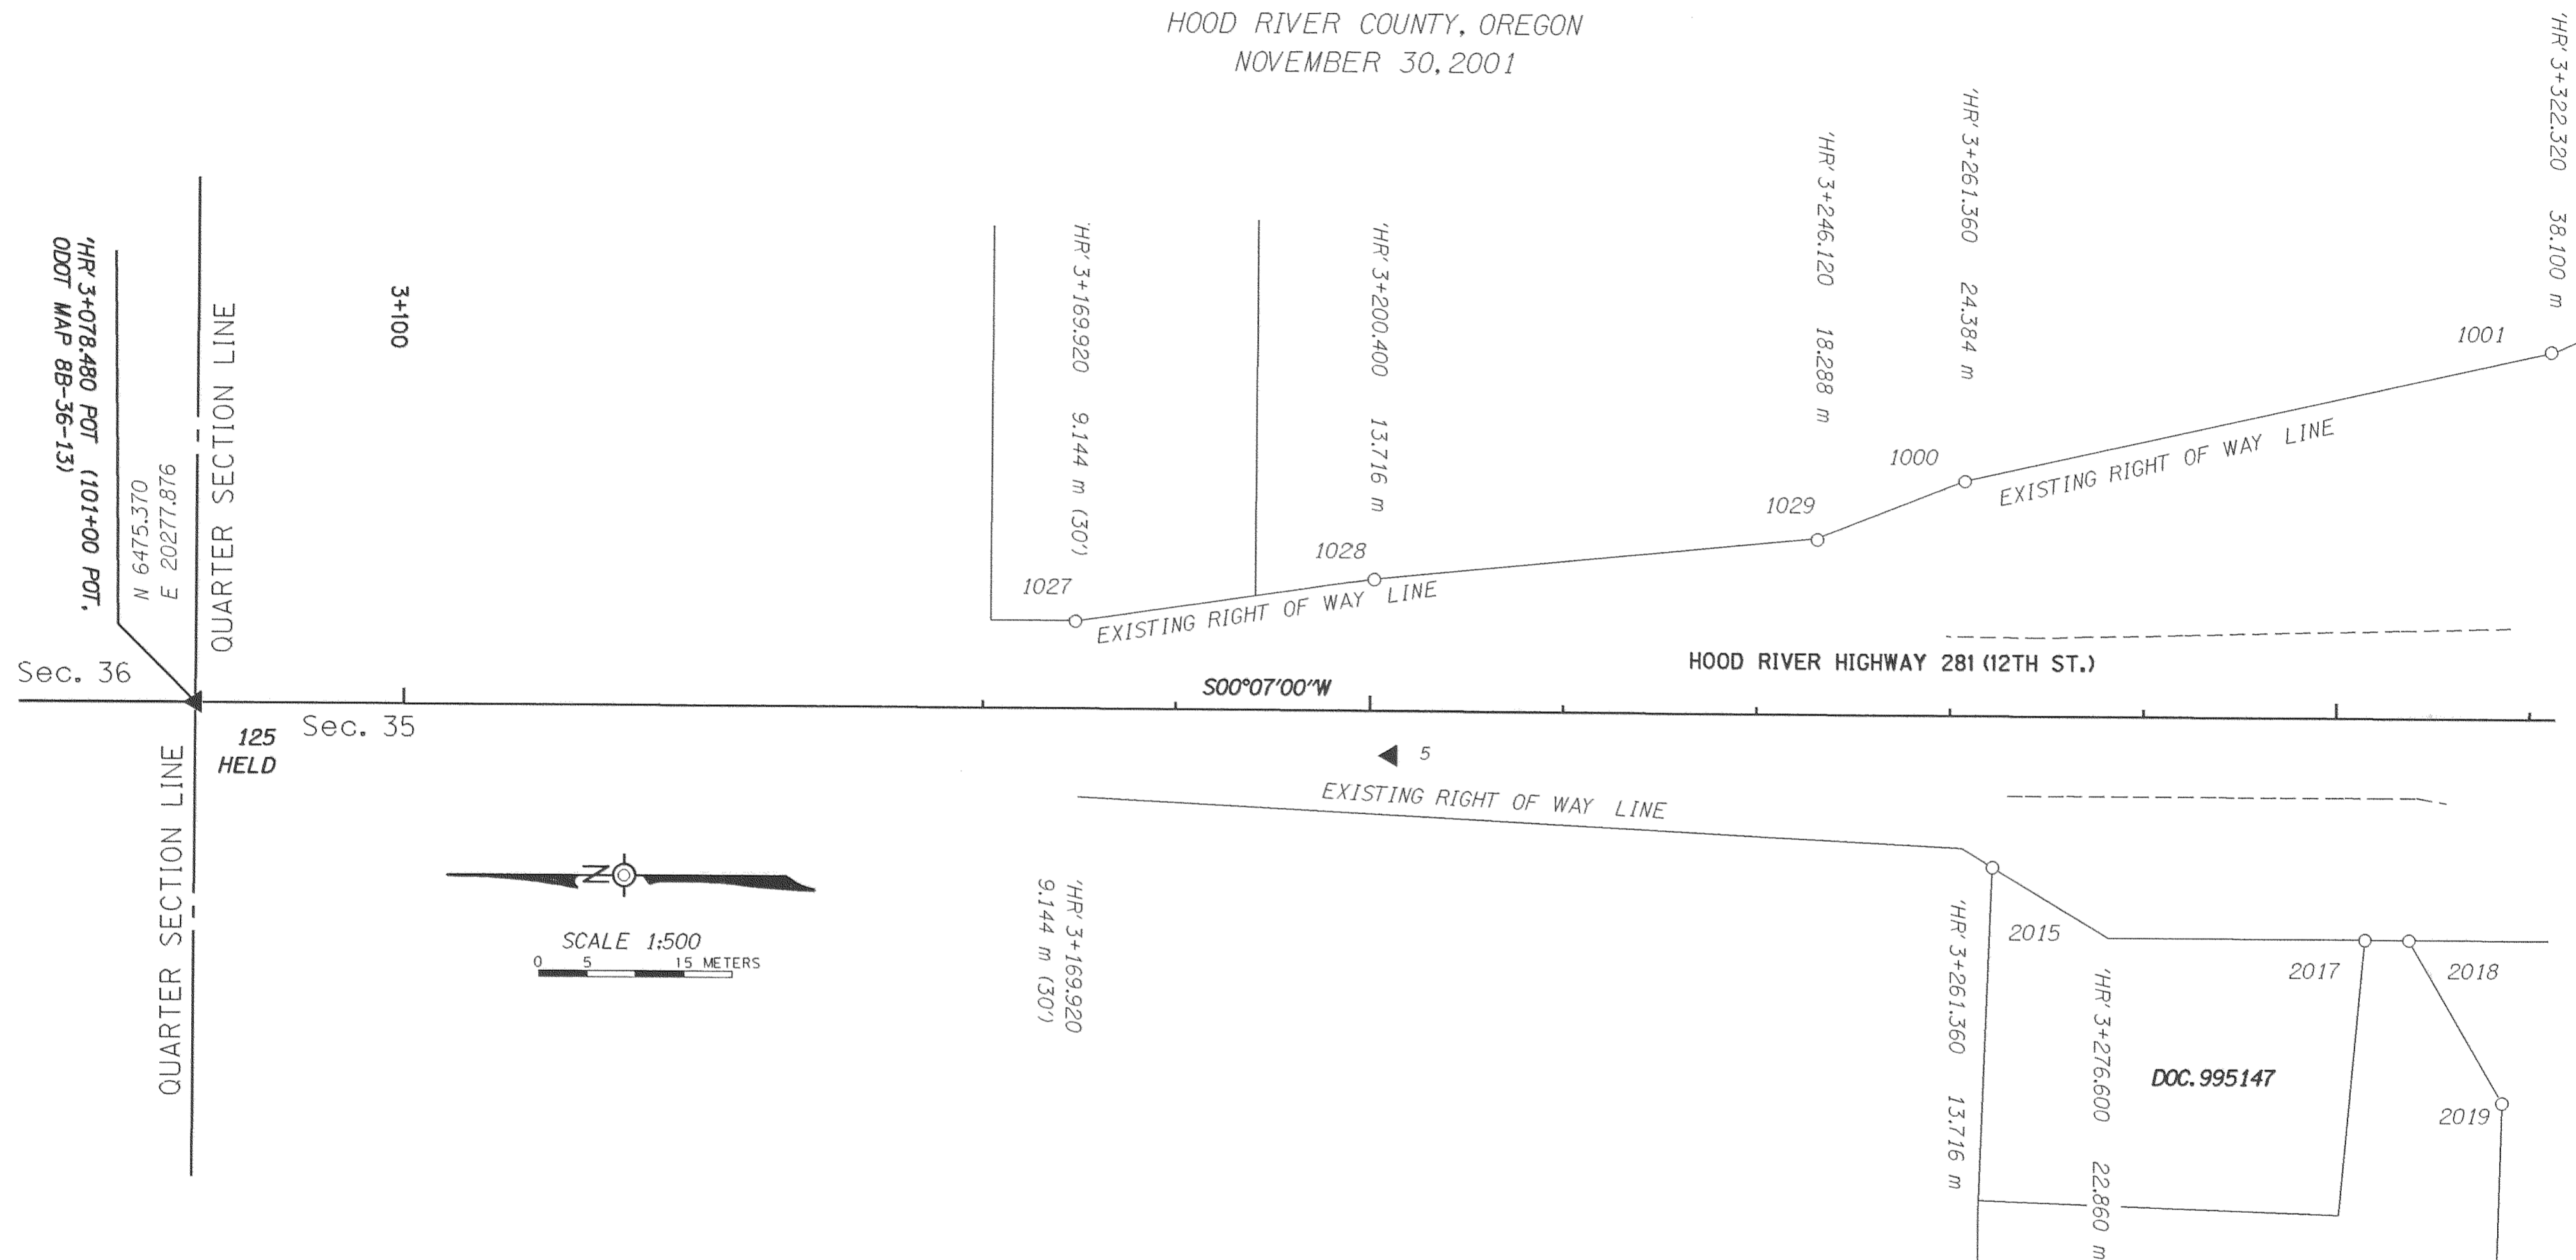 HOOD RIVER COUNTY, OREGON
NOVEMBER 30, 2001
'HR' 3+078.480 POT (101+00 POT,
ODOT MAP 8B-36-13)
N 9475.370
E 20277.876
QUARTER SECTION LINE
3+100
'HR' 3+169.920 9.144 m (30')
'HR' 3+200.400 13.716 m
'HR' 3+246.120 18.288 m
'HR' 3+261.360 24.384 m
'HR' 3+322.320 38.100 m
1027
1028
1029
1000
1001
EXISTING RIGHT OF WAY LINE
EXISTING RIGHT OF WAY LINE
HOOD RIVER HIGHWAY 281 (12TH ST.)
Sec. 36
S00°07'00"W
Sec. 35
125
HELD
5
QUARTER SECTION LINE
EXISTING RIGHT OF WAY LINE
N
SCALE 1:500
0 5 15 METERS
'HR' 3+169.920
9.144 m (30')
'HR' 3+261.360 13.716 m
2015
'HR' 3+276.600 22.860 m
2017
2018
DOC. 995147
2019